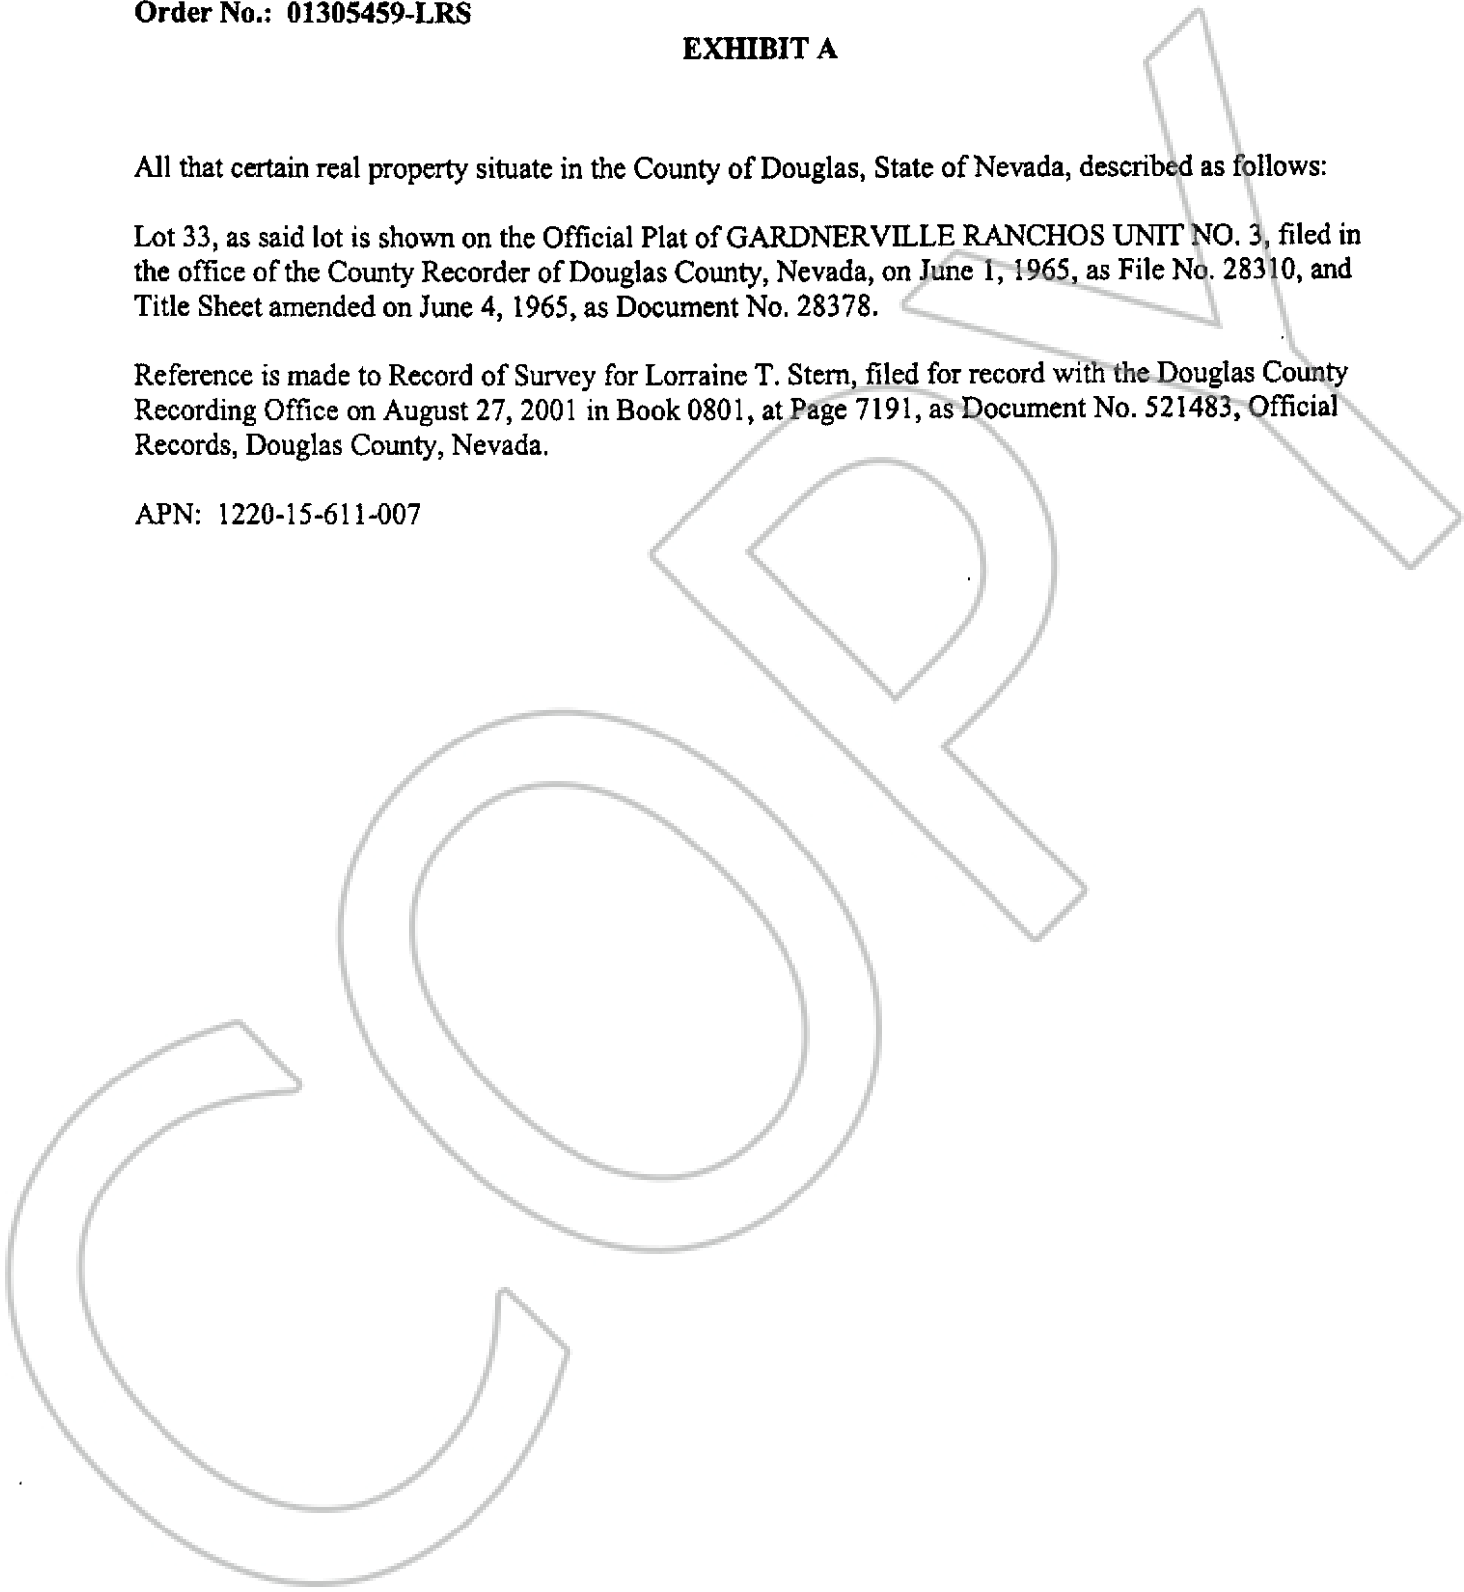 Order No.: 01305459-LRS
EXHIBIT A
All that certain real property situate in the County of Douglas, State of Nevada, described as follows:
Lot 33, as said lot is shown on the Official Plat of GARDNERVILLE RANCHOS UNIT NO. 3, filed in
the office of the County Recorder of Douglas County, Nevada, on June 1, 1965, as File No. 28310, and
Title Sheet amended on June 4, 1965, as Document No. 28378.
Reference is made to Record of Survey for Lorraine T. Stern, filed for record with the Douglas County
Recording Office on August 27, 2001 in Book 0801, at Page 7191, as Document No. 521483, Official
Records, Douglas County, Nevada.
APN: 1220-15-611-007
COPY